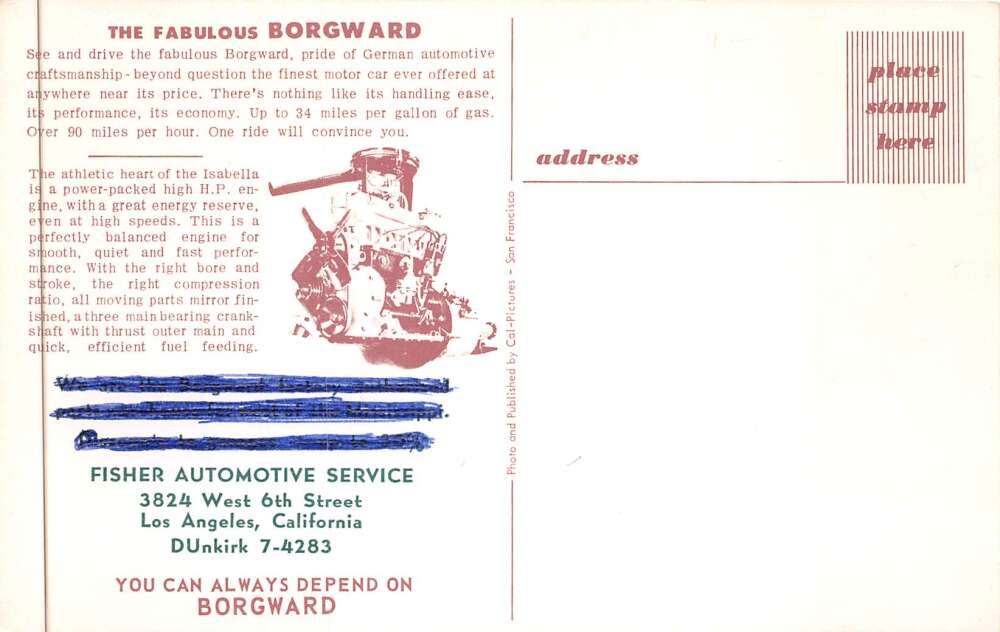 THE FABULOUS BORGWARD
See and drive the fabulous Borgward, pride of German automotive
craftsmanship - beyond question the finest motor car ever offered at
anywhere near its price. There's nothing like its handling ease,
its performance, its economy. Up to 34 miles per gallon of gas.
Over 90 miles per hour. One ride will convince you.
The athletic heart of the Isabella
is a power-packed high H.P. en-
gine, with a great energy reserve,
even at high speeds. This is a
perfectly balanced engine for
smooth, quiet and fast perfor-
mance. With the right bore and
stroke, the right compression
ratio, all moving parts mirror fin-
ished, a three main bearing crank-
shaft with thrust outer main and
quick, efficient fuel feeding.
We are the Borgward factory
of the
FISHER AUTOMOTIVE SERVICE
3824 West 6th Street
Los Angeles, California
DUnkirk 7-4283
YOU CAN ALWAYS DEPEND ON
BORGWARD
Photo and Published by Cal-Pictures - San Francisco
address
place
stamp
here